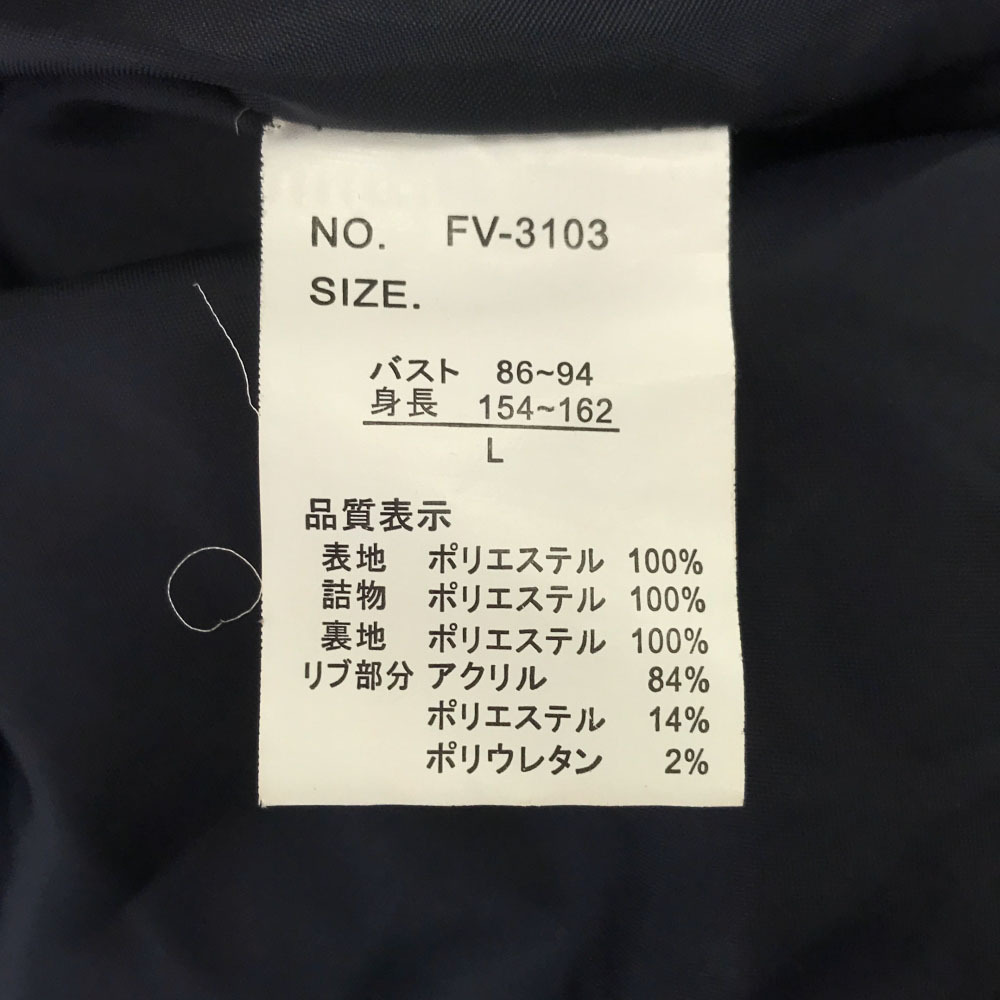 NO. FV-3103
SIZE.
バスト 86~94
身長 154~162
L
品質表示
表地 ポリエステル 100%
詰物 ポリエステル 100%
裏地 ポリエステル 100%
リブ部分 アクリル 84%
ポリエステル 14%
ポリウレタン 2%